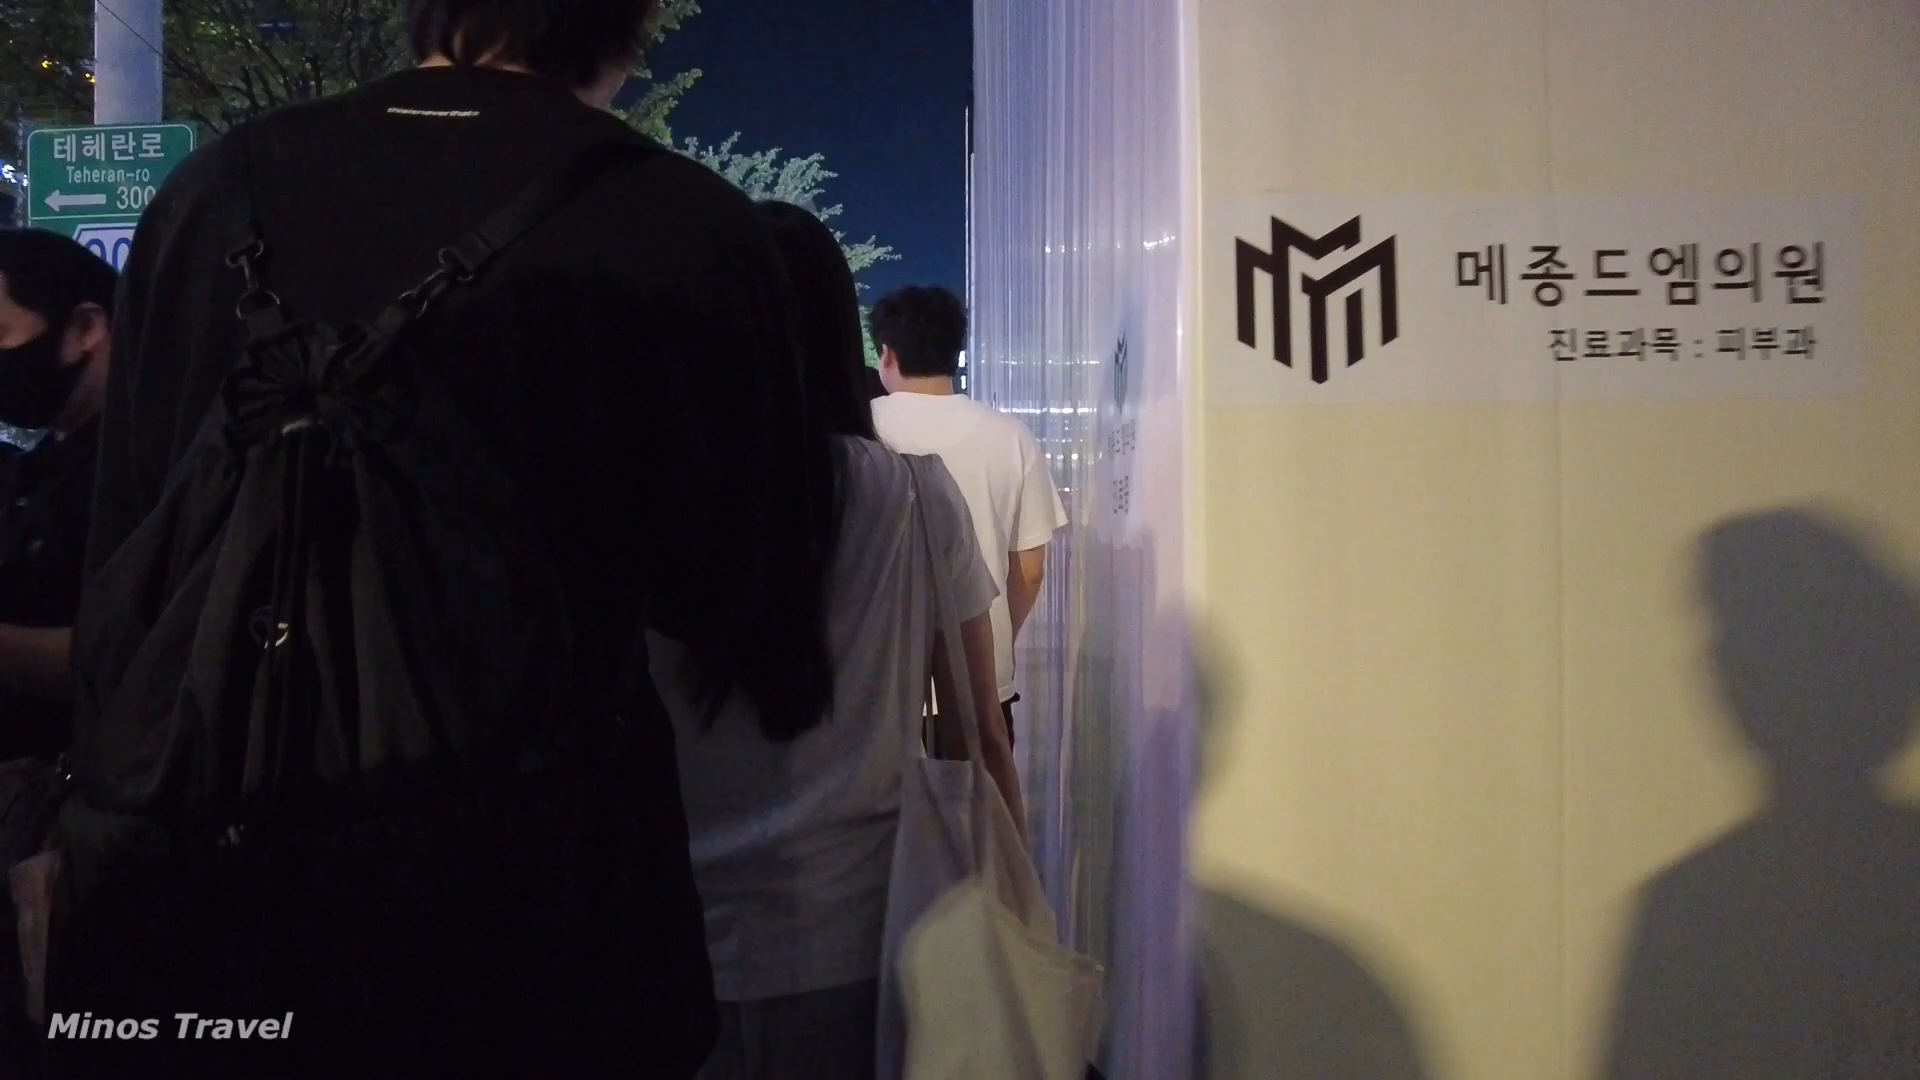 테헤란로
Teheran-ro
← 300
thisisneverthat®
메종드엠의원
진료과목 : 피부과
Minos Travel